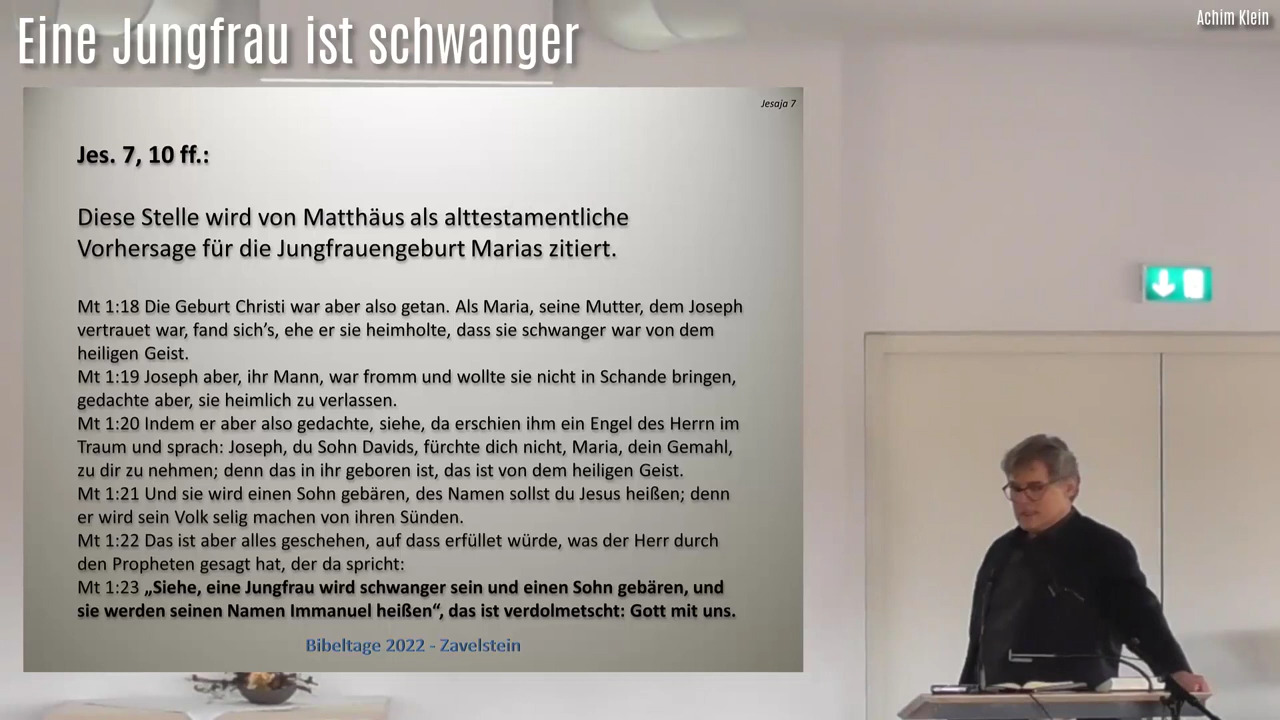 Eine Jungfrau ist schwanger
Achim Klein
Jesaja 7
Jes. 7, 10 ff.:
Diese Stelle wird von Matthäus als alttestamentliche
Vorhersage für die Jungfrauengeburt Marias zitiert.
Mt 1:18 Die Geburt Christi war aber also getan. Als Maria, seine Mutter, dem Joseph
vertrauet war, fand sich’s, ehe er sie heimholte, dass sie schwanger war von dem
heiligen Geist.
Mt 1:19 Joseph aber, ihr Mann, war fromm und wollte sie nicht in Schande bringen,
gedachte aber, sie heimlich zu verlassen.
Mt 1:20 Indem er aber also gedachte, siehe, da erschien ihm ein Engel des Herrn im
Traum und sprach: Joseph, du Sohn Davids, fürchte dich nicht, Maria, dein Gemahl,
zu dir zu nehmen; denn das in ihr geboren ist, das ist von dem heiligen Geist.
Mt 1:21 Und sie wird einen Sohn gebären, des Namen sollst du Jesus heißen; denn
er wird sein Volk selig machen von ihren Sünden.
Mt 1:22 Das ist aber alles geschehen, auf dass erfüllet würde, was der Herr durch
den Propheten gesagt hat, der da spricht:
Mt 1:23 „Siehe, eine Jungfrau wird schwanger sein und einen Sohn gebären, und
sie werden seinen Namen Immanuel heißen“, das ist verdolmetscht: Gott mit uns.
Bibeltage 2022 - Zavelstein